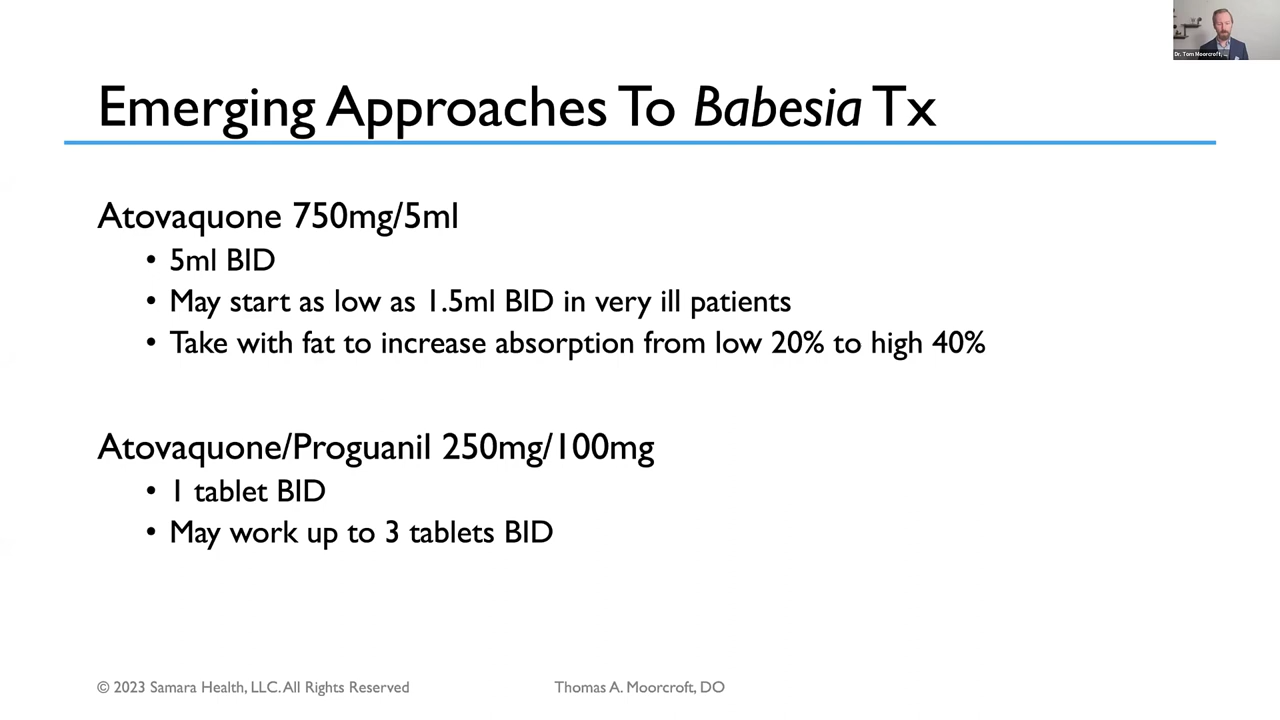 Dr. Tom Moorcroft, ...
Emerging Approaches To Babesia Tx
Atovaquone 750mg/5ml
• 5ml BID
• May start as low as 1.5ml BID in very ill patients
• Take with fat to increase absorption from low 20% to high 40%
Atovaquone/Proguanil 250mg/100mg
• 1 tablet BID
• May work up to 3 tablets BID
© 2023 Samara Health, LLC. All Rights Reserved
Thomas A. Moorcroft, DO